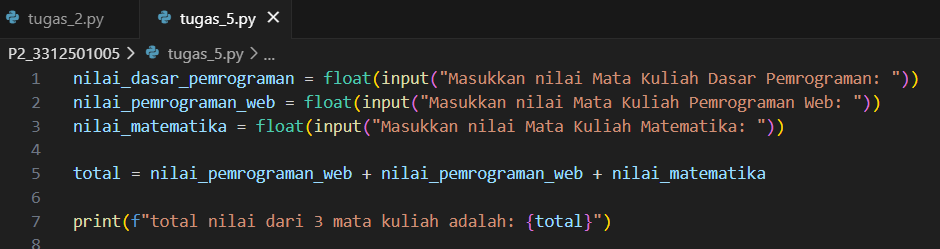 tugas_2.py tugas_5.py
P2_3312501005 > tugas_5.py > ...
1 nilai_dasar_pemrograman = float(input("Masukkan nilai Mata Kuliah Dasar Pemrograman: "))
2 nilai_pemrograman_web = float(input("Masukkan nilai Mata Kuliah Pemrograman Web: "))
3 nilai_matematika = float(input("Masukkan nilai Mata Kuliah Matematika: "))
4
5 total = nilai_pemrograman_web + nilai_pemrograman_web + nilai_matematika
6
7 print(f"total nilai dari 3 mata kuliah adalah: {total}")
8